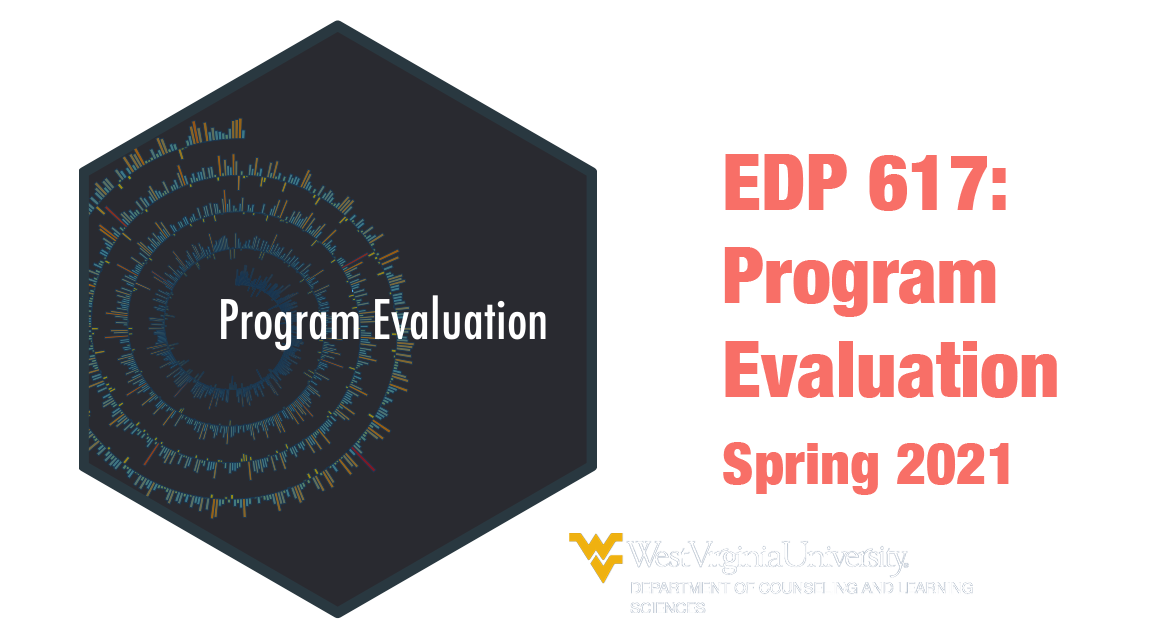 Program Evaluation
EDP 617:
Program
Evaluation
Spring 2021
WestVirginiaUniversity.
DEPARTMENT OF COUNSELING AND LEARNING
SCIENCES